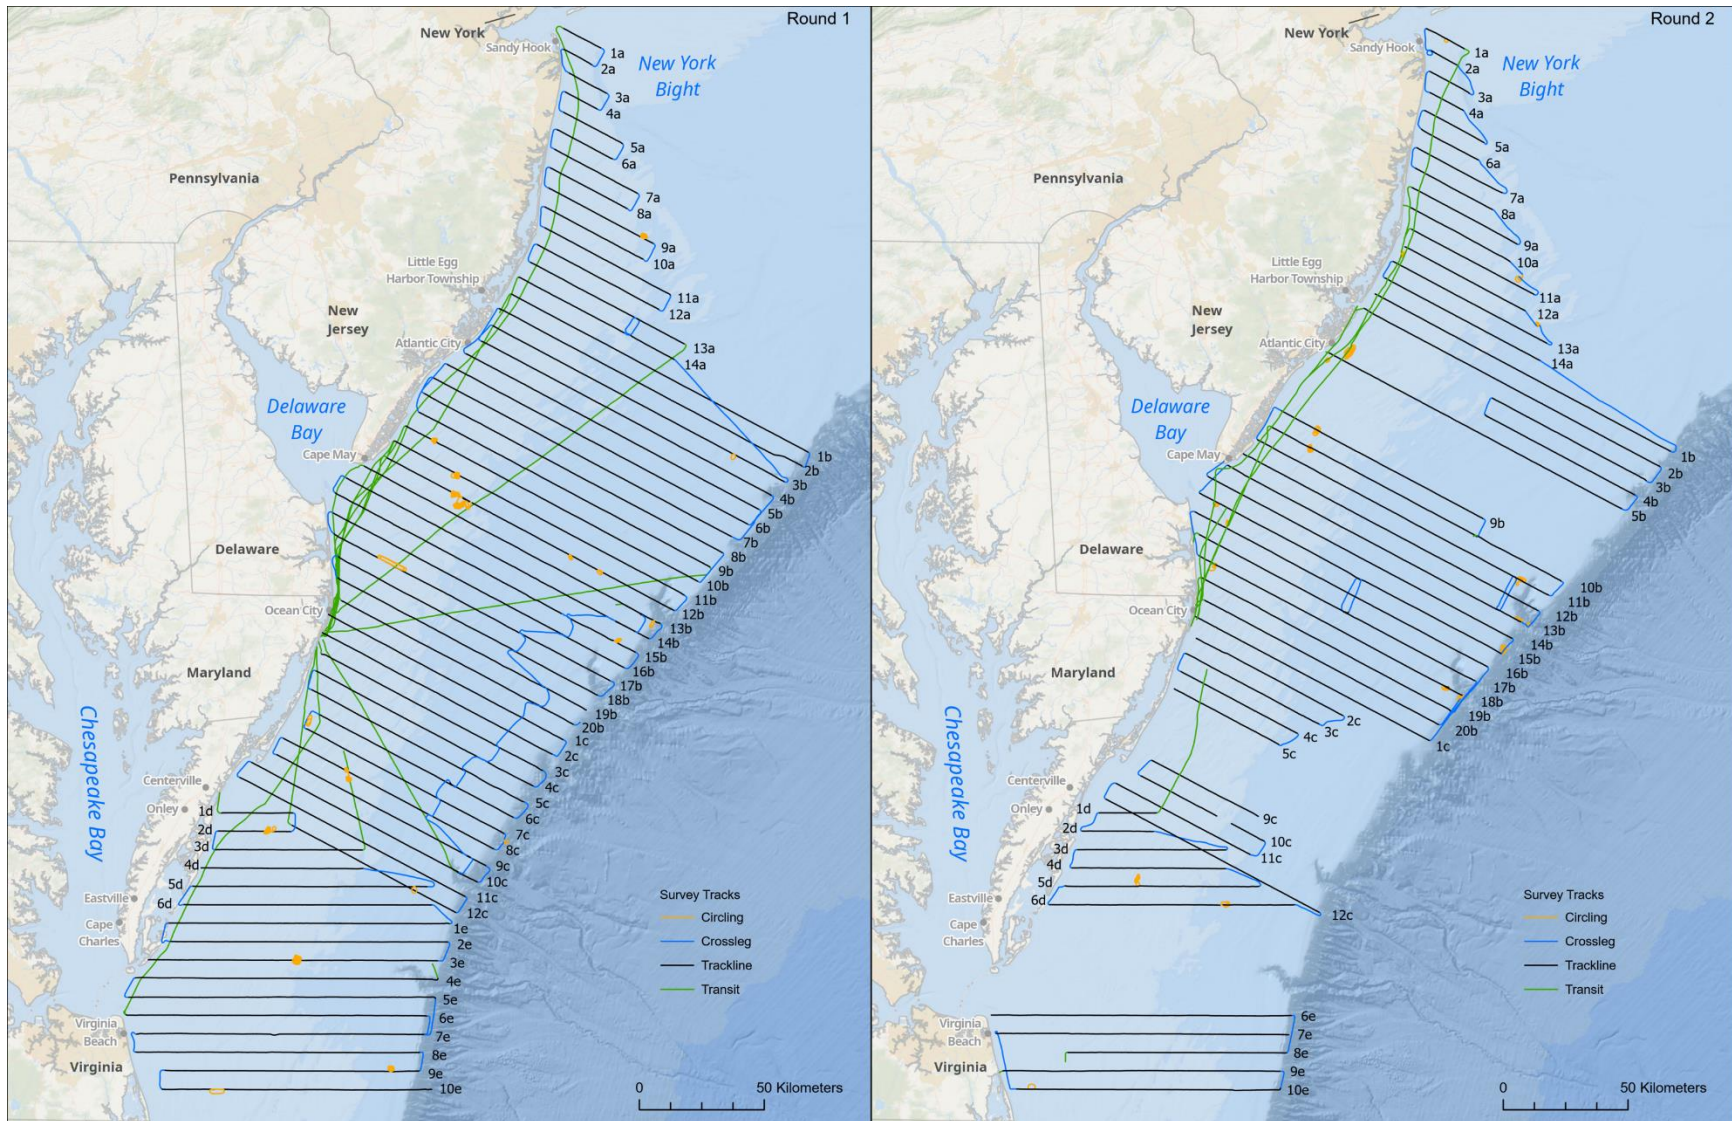 Round 1
New York
Sandy Hook
New York
Bight
1a
2a
3a
4a
5a
6a
Pennsylvania
7a
8a
9a
10a
Little Egg
Harbor Township
11a
12a
New
Jersey
Atlantic City
13a
14a
Delaware
Bay
Cape May
1b
2b
3b
4b
5b
6b
7b
Delaware
8b
9b
10b
Ocean City
11b
12b
13b
14b
15b
Maryland
16b
17b
18b
19b
20b
Chesapeake Bay
1c
2c
3c
Centerville
4c
Onley
5c
1d
6c
2d
7c
3d
8c
4d
9c
5d
10c
Eastville
11c
6d
12c
Cape
Charles
1e
2e
3e
4e
5e
6e
Virginia
Beach
7e
8e
Virginia
9e
10e
Survey Tracks
Circling
Crossleg
Trackline
Transit
0
50 Kilometers
Round 2
New York
Sandy Hook
New York
Bight
1a
2a
3a
4a
5a
6a
Pennsylvania
7a
8a
9a
10a
Little Egg
Harbor Township
11a
12a
New
Jersey
Atlantic City
13a
14a
Delaware
Bay
Cape May
1b
2b
3b
4b
5b
9b
Delaware
10b
11b
Ocean City
12b
13b
14b
15b
16b
Maryland
17b
19b
20b
1c
2c
3c
4c
5c
Chesapeake Bay
Centerville
Onley
1d
9c
2d
10c
3d
11c
4d
5d
Eastville
6d
12c
Cape
Charles
6e
Virginia
Beach
7e
8e
Virginia
9e
10e
Survey Tracks
Circling
Crossleg
Trackline
Transit
0
50 Kilometers